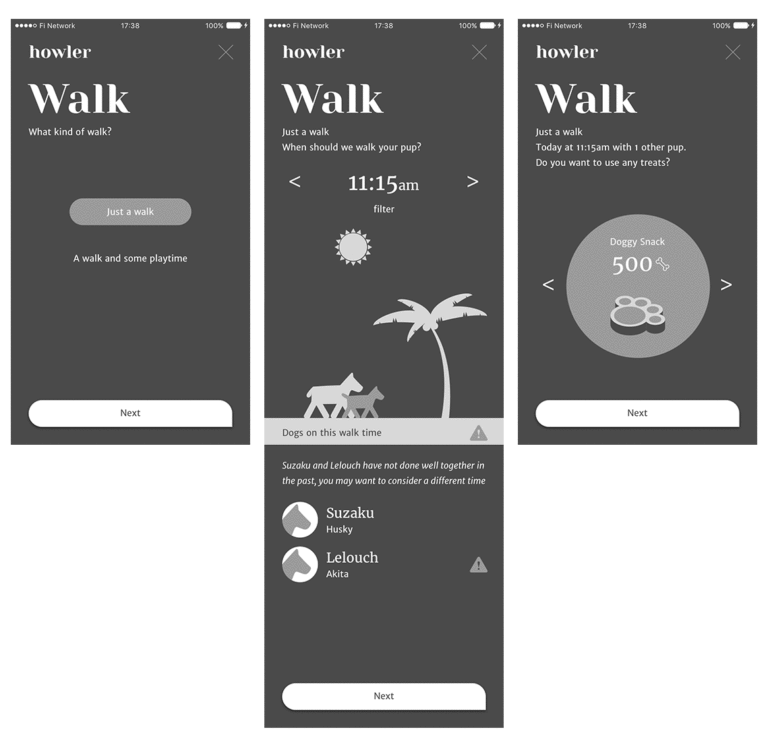 Fi Network 17:38 100%
howler
Walk
What kind of walk?
Just a walk
A walk and some playtime
Next
Fi Network 17:38 100%
howler
Walk
Just a walk
When should we walk your pup?
< 11:15am >
filter
Dogs on this walk time
Suzaku and Lelouch have not done well together in
the past, you may want to consider a different time
Suzaku
Husky
Lelouch
Akita
Next
Fi Network 17:38 100%
howler
Walk
Just a walk
Today at 11:15am with 1 other pup.
Do you want to use any treats?
Doggy Snack
500
< >
Next